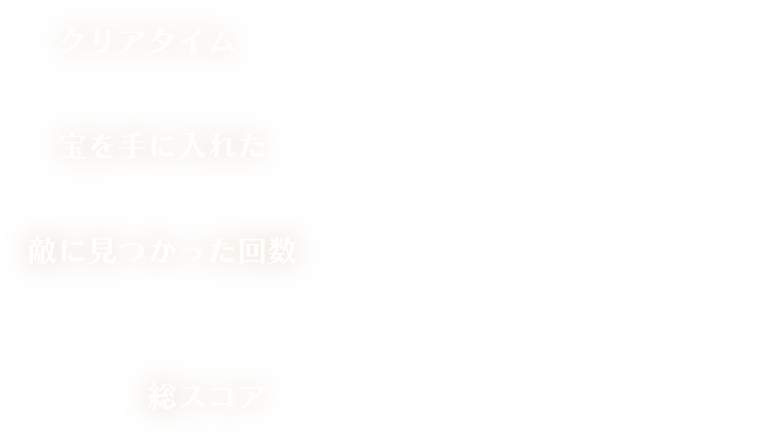 クリアタイム
宝を手に入れた
敵に見つかった回数
総スコア